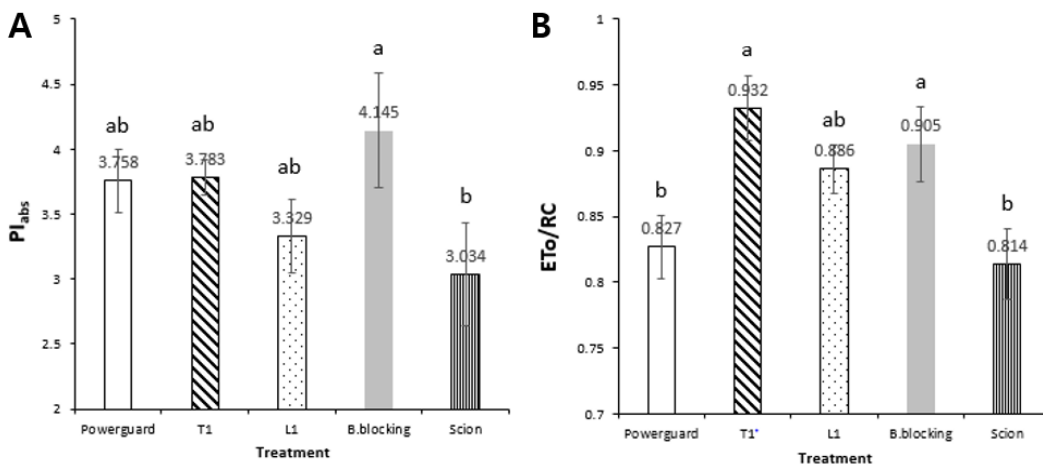 A
5
4.5
4
3.5
3
2.5
2
PIabs
ab
3.758
ab
3.783
ab
3.329
a
4.145
b
3.034
Powerguard T1 L1 B.blocking Scion
Treatment
B
1
0.95
0.9
0.85
0.8
0.75
0.7
ETo/RC
b
0.827
a
0.932
ab
0.886
a
0.905
b
0.814
Powerguard T1* L1 B.blocking Scion
Treatment